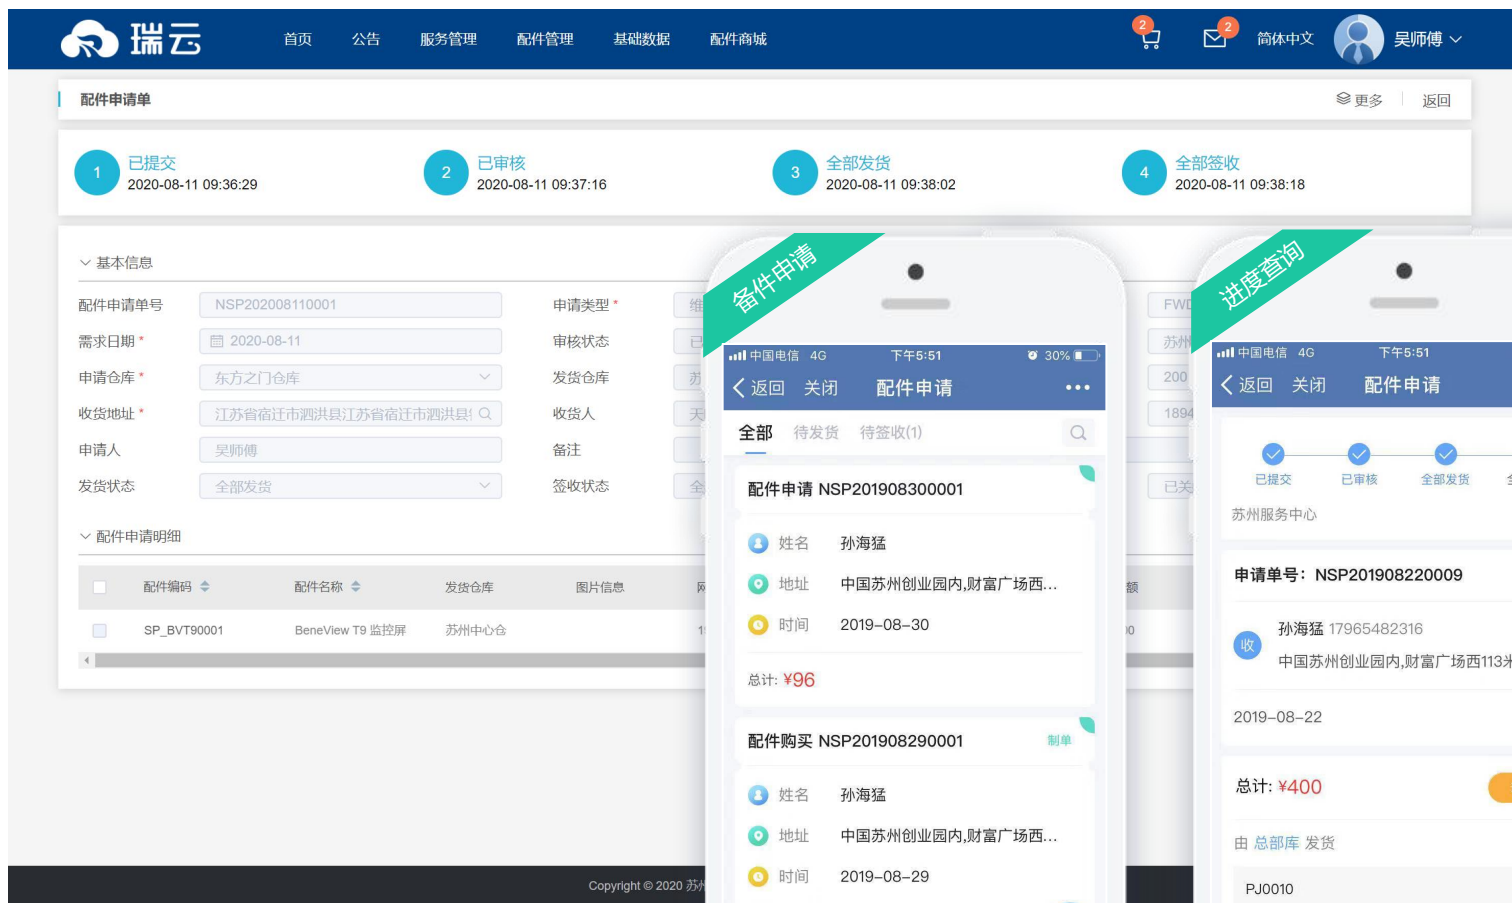 瑞云
首页 公告 服务管理 配件管理 基础数据 配件商城
2 2 简体中文 吴师傅
配件申请单 更多 返回
1 已提交 2020-08-11 09:36:29
2 已审核 2020-08-11 09:37:16
3 全部发货 2020-08-11 09:38:02
4 全部签收 2020-08-11 09:38:18
基本信息
配件申请单号 NSP202008110001 申请类型 * 维 FWD
需求日期 * 2020-08-11 审核状态 已 苏州
申请仓库 * 东方之门仓库 发货仓库 苏 200
收货地址 * 江苏省宿迁市泗洪县江苏省宿迁市泗洪县 收货人 天 1894
申请人 吴师傅 备注
发货状态 全部发货 签收状态 全 已关
配件申请明细
配件编码 配件名称 发货仓库 图片信息 额
SP_BVT90001 BeneView T9 监控屏 苏州中心仓
Copyright © 2020 苏州
备件申请
中国电信 4G 下午5:51 30%
返回 关闭 配件申请
全部 待发货 待签收(1)
配件申请 NSP201908300001
姓名 孙海猛
地址 中国苏州创业园内,财富广场西...
时间 2019-08-30
总计: ¥96
配件购买 NSP201908290001 制单
姓名 孙海猛
地址 中国苏州创业园内,财富广场西...
时间 2019-08-29
进度查询
中国电信 4G 下午5:51
返回 关闭 配件申请
已提交 已审核 全部发货 全
苏州服务中心
申请单号: NSP201908220009
收 孙海猛 17965482316
中国苏州创业园内,财富广场西113米
2019-08-22
总计: ¥400
由 总部库 发货
PJ0010